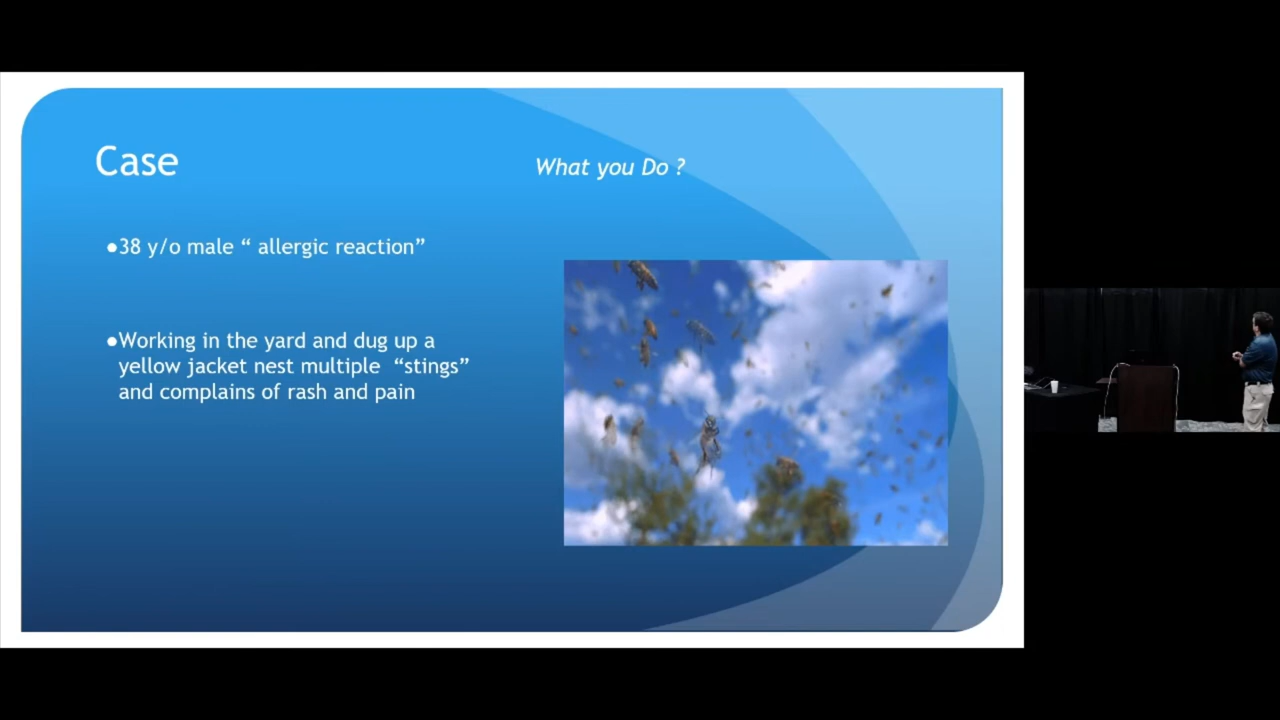 Case
What you Do ?
●38 y/o male “ allergic reaction”
●Working in the yard and dug up a
yellow jacket nest multiple “stings”
and complains of rash and pain